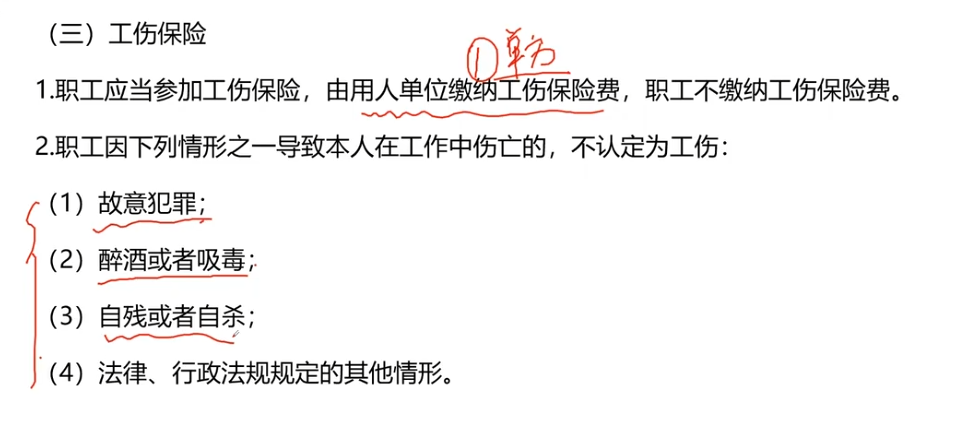 （三）工伤保险
①单方
1.职工应当参加工伤保险，由用人单位缴纳工伤保险费，职工不缴纳工伤保险费。
2.职工因下列情形之一导致本人在工作中伤亡的，不认定为工伤：
（1）故意犯罪；
（2）醉酒或者吸毒；
（3）自残或者自杀；
（4）法律、行政法规规定的其他情形。